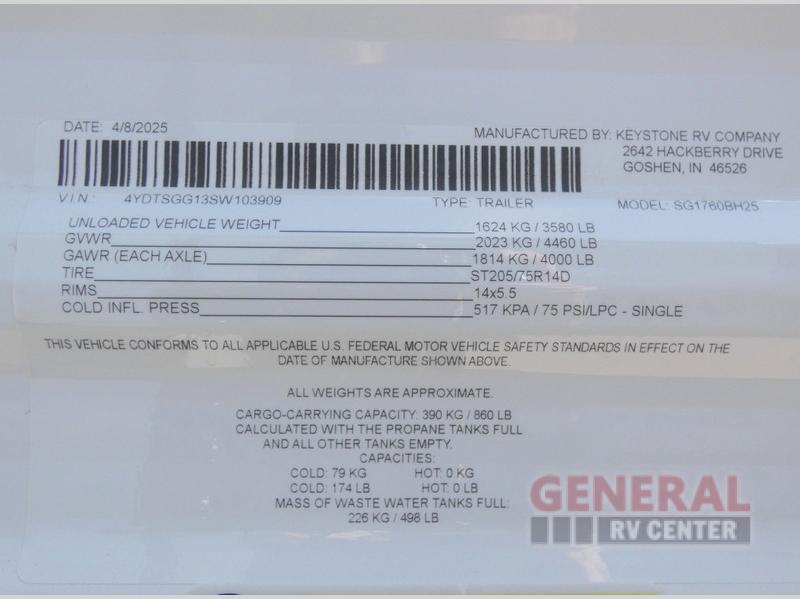 DATE: 4/8/2025
MANUFACTURED BY: KEYSTONE RV COMPANY
2642 HACKBERRY DRIVE
GOSHEN, IN 46526
VIN: 4YDTSGG13SW103909 TYPE: TRAILER MODEL: SG1760BH25
UNLOADED VEHICLE WEIGHT 1624 KG / 3580 LB
GVWR 2023 KG / 4460 LB
GAWR (EACH AXLE) 1814 KG / 4000 LB
TIRE ST205/75R14D
RIMS 14x5.5
COLD INFL. PRESS 517 KPA / 75 PSI/LPC - SINGLE
THIS VEHICLE CONFORMS TO ALL APPLICABLE U.S. FEDERAL MOTOR VEHICLE SAFETY STANDARDS IN EFFECT ON THE
DATE OF MANUFACTURE SHOWN ABOVE.
ALL WEIGHTS ARE APPROXIMATE.
CARGO-CARRYING CAPACITY: 390 KG / 860 LB
CALCULATED WITH THE PROPANE TANKS FULL
AND ALL OTHER TANKS EMPTY.
CAPACITIES:
COLD: 79 KG HOT: 0 KG
COLD: 174 LB HOT: 0 LB
MASS OF WASTE WATER TANKS FULL:
226 KG / 498 LB
GENERAL
RV CENTER